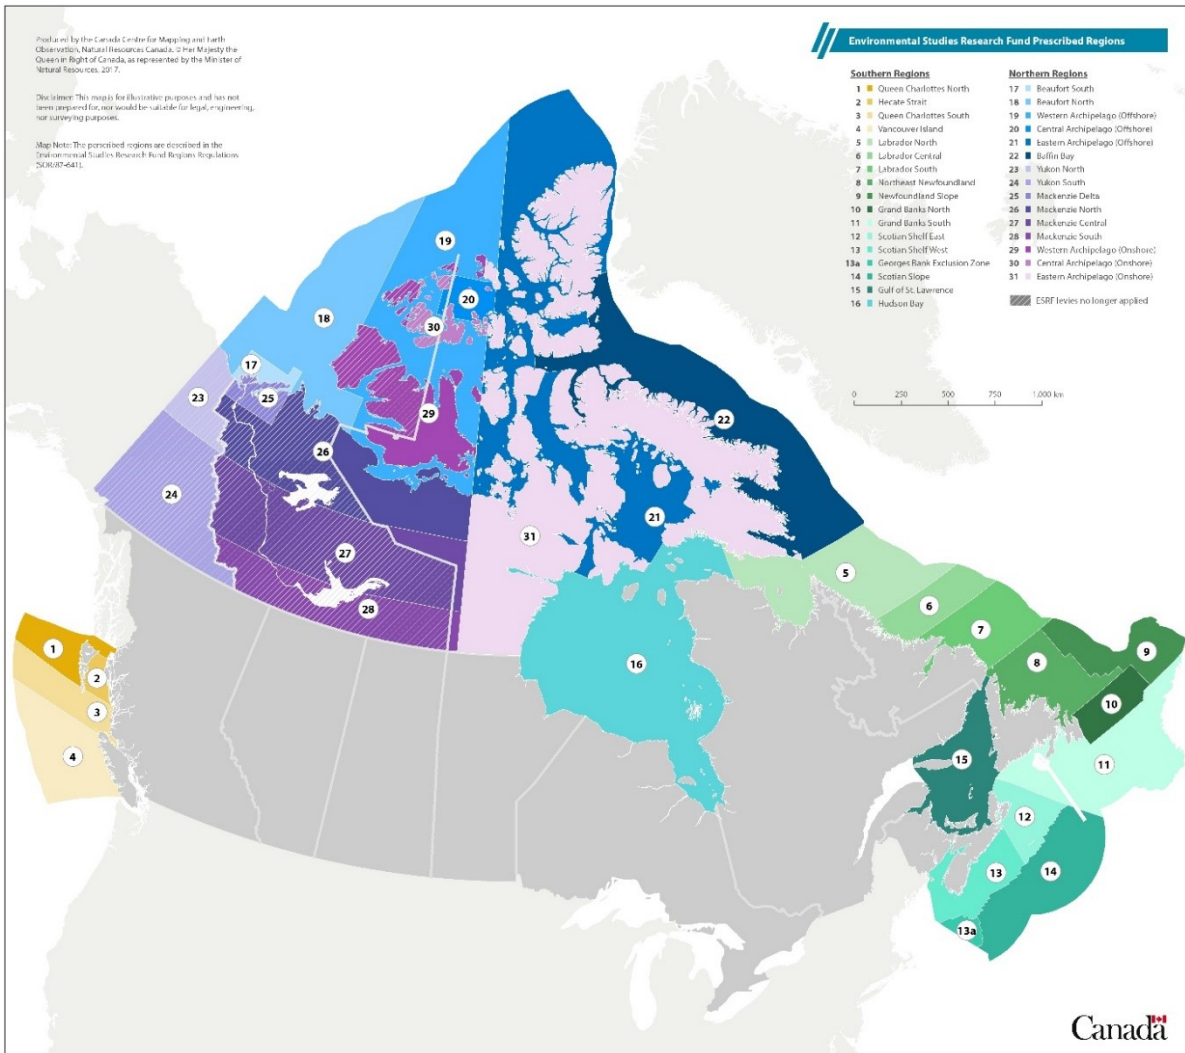 Produced by the Canada Centre for Mapping and Earth
Observation, Natural Resources Canada. © Her Majesty the
Queen in Right of Canada, as represented by the Minister of
Natural Resources, 2017.
Disclaimer: This map is for illustrative purposes and has not
been prepared for, nor would be suitable for legal, engineering,
nor surveying purposes.
Map Note: The perscribed regions are described in the
Environmental Studies Research Fund Regions Regulations
(SOR/87-641).
Environmental Studies Research Fund Prescribed Regions
Southern Regions
1 Queen Charlottes North
2 Hecate Strait
3 Queen Charlottes South
4 Vancouver Island
5 Labrador North
6 Labrador Central
7 Labrador South
8 Northeast Newfoundland
9 Newfoundland Slope
10 Grand Banks North
11 Grand Banks South
12 Scotian Shelf East
13 Scotian Shelf West
13a Georges Bank Exclusion Zone
14 Scotian Slope
15 Gulf of St. Lawrence
16 Hudson Bay
Northern Regions
17 Beaufort South
18 Beaufort North
19 Western Archipelago (Offshore)
20 Central Archipelago (Offshore)
21 Eastern Archipelago (Offshore)
22 Baffin Bay
23 Yukon North
24 Yukon South
25 Mackenzie Delta
26 Mackenzie North
27 Mackenzie Central
28 Mackenzie South
29 Western Archipelago (Onshore)
30 Central Archipelago (Onshore)
31 Eastern Archipelago (Onshore)
ESRF levies no longer applied
0 250 500 750 1,000 km
19
20
18
30
17
23
25
29
22
26
24
21
31
27
5
28
6
7
1
16
8
9
2
10
3
4
15
11
12
13
14
13a
Canada